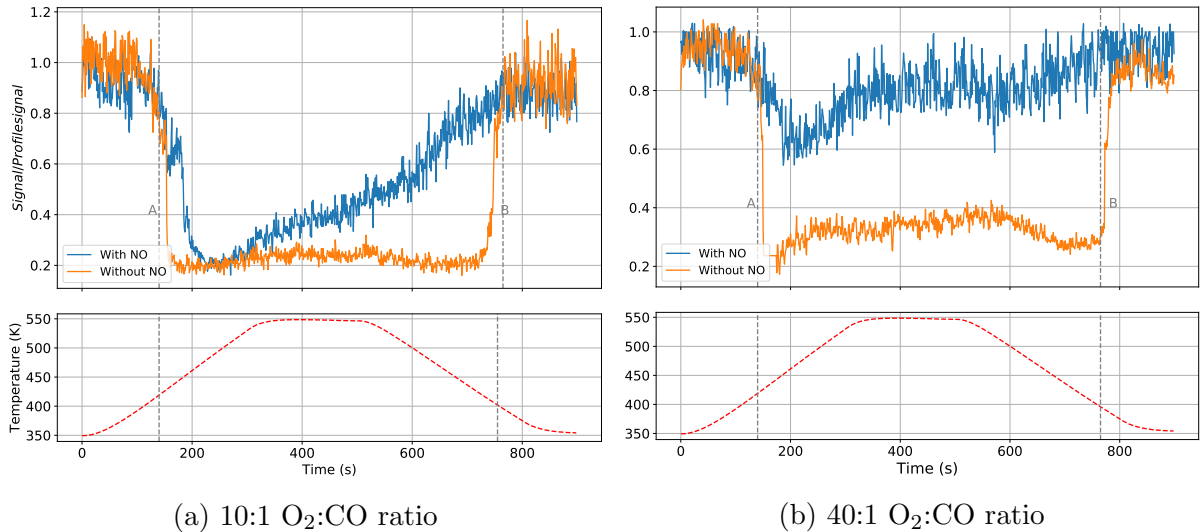 1.2
1.0
0.8
0.6
0.4
0.2
Signal/Profilesignal
A
B
With NO
Without NO
550
500
450
400
350
Temperature (K)
0
200
400
600
800
Time (s)
(a) 10:1 O₂:CO ratio
1.0
0.8
0.6
0.4
0.2
A
B
With NO
Without NO
550
500
450
400
350
0
200
400
600
800
Time (s)
(b) 40:1 O₂:CO ratio